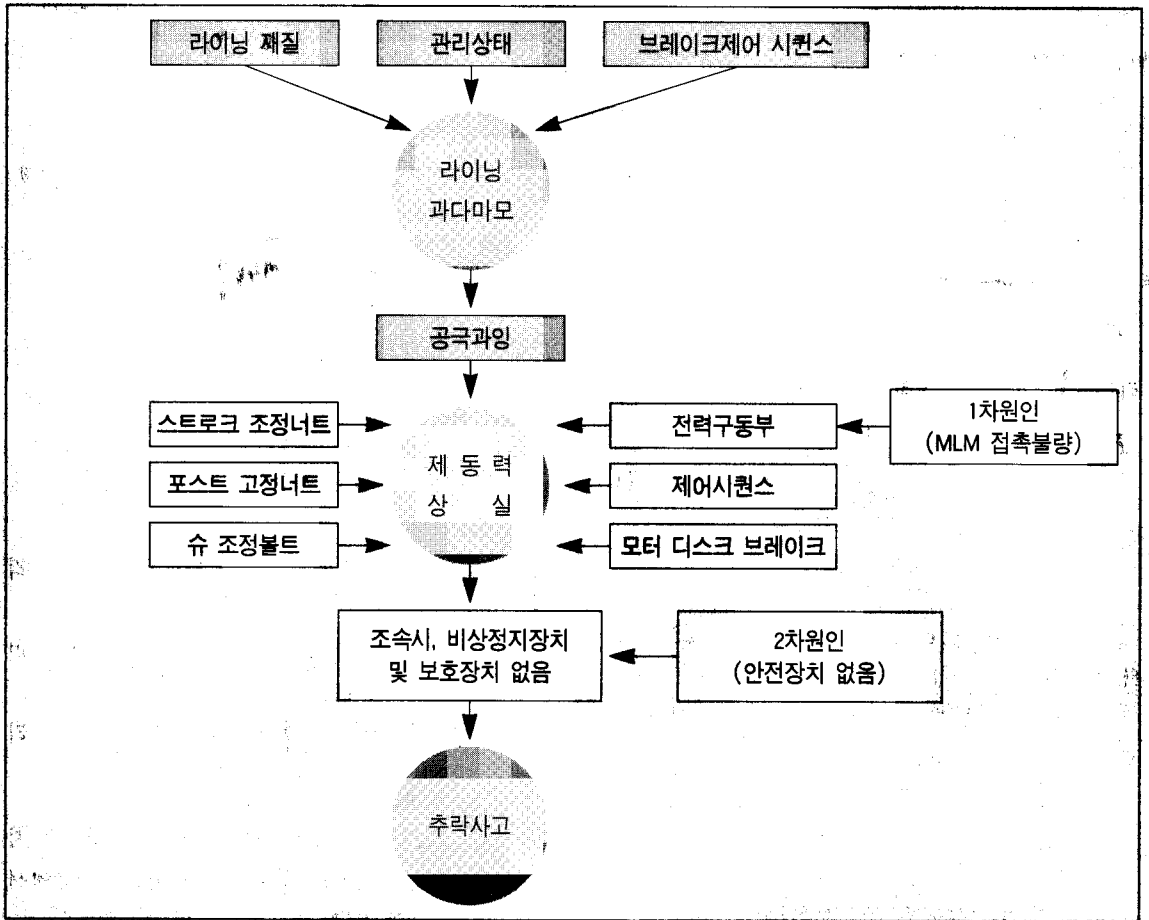 라이닝 재질
관리상태
브레이크제어 시퀀스
라이닝
과다마모
공극과잉
스트로크 조정너트
전력구동부
1차원인
(MLM 접촉불량)
제 동 력
상 실
포스트 고정너트
제어시퀀스
슈 조정볼트
모터 디스크 브레이크
조속시, 비상정지장치
및 보호장치 없음
2차원인
(안전장치 없음)
추락사고